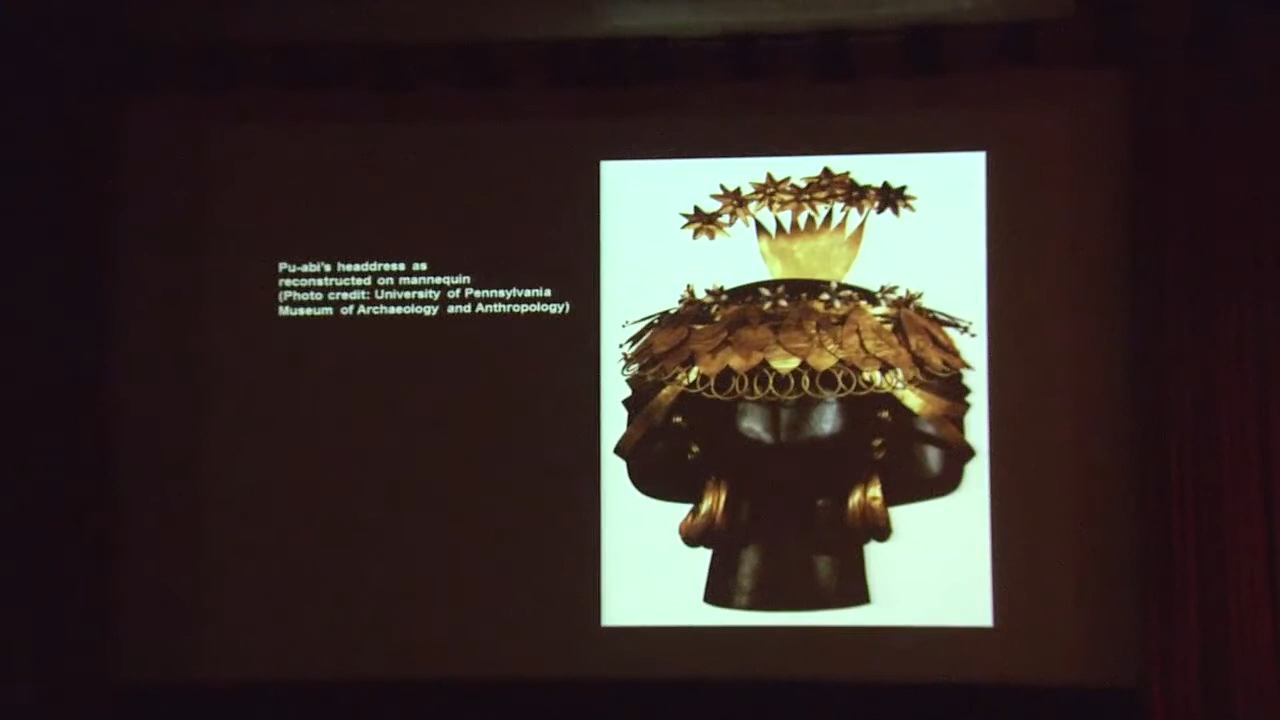 Pu-abi's headdress as
reconstructed on mannequin
(Photo credit: University of Pennsylvania
Museum of Archaeology and Anthropology)